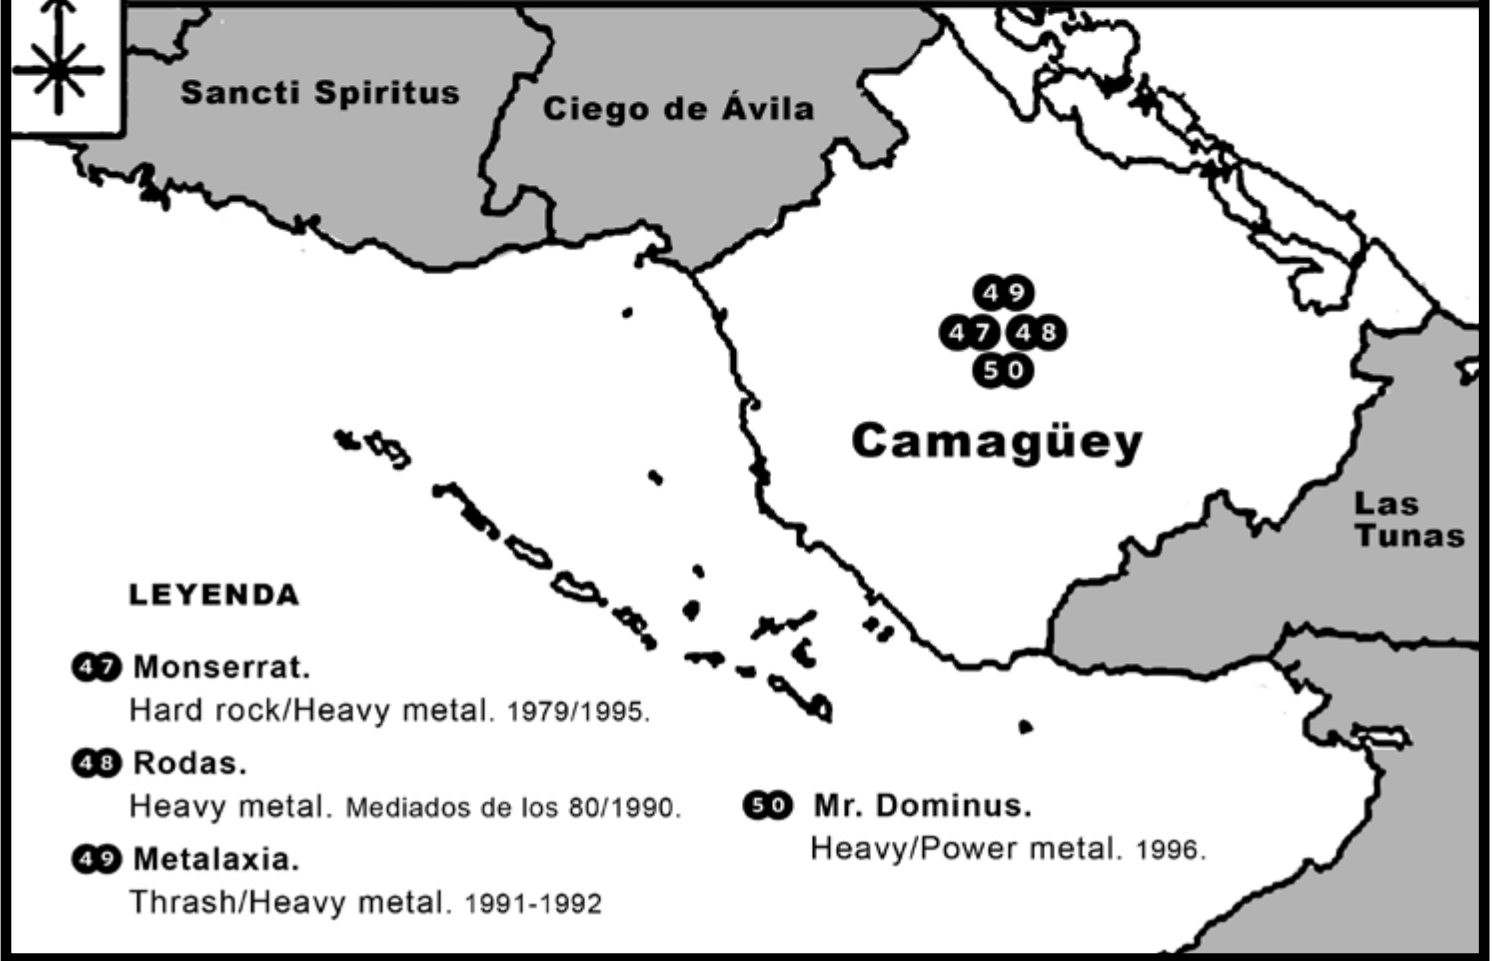 Sancti Spiritus
Ciego de Ávila
49
47 48
50
Camagüey
Las
Tunas
LEYENDA
47 Monserrat.
Hard rock/Heavy metal. 1979/1995.
48 Rodas.
Heavy metal. Mediados de los 80/1990.
49 Metalaxia.
Thrash/Heavy metal. 1991-1992
50 Mr. Dominus.
Heavy/Power metal. 1996.